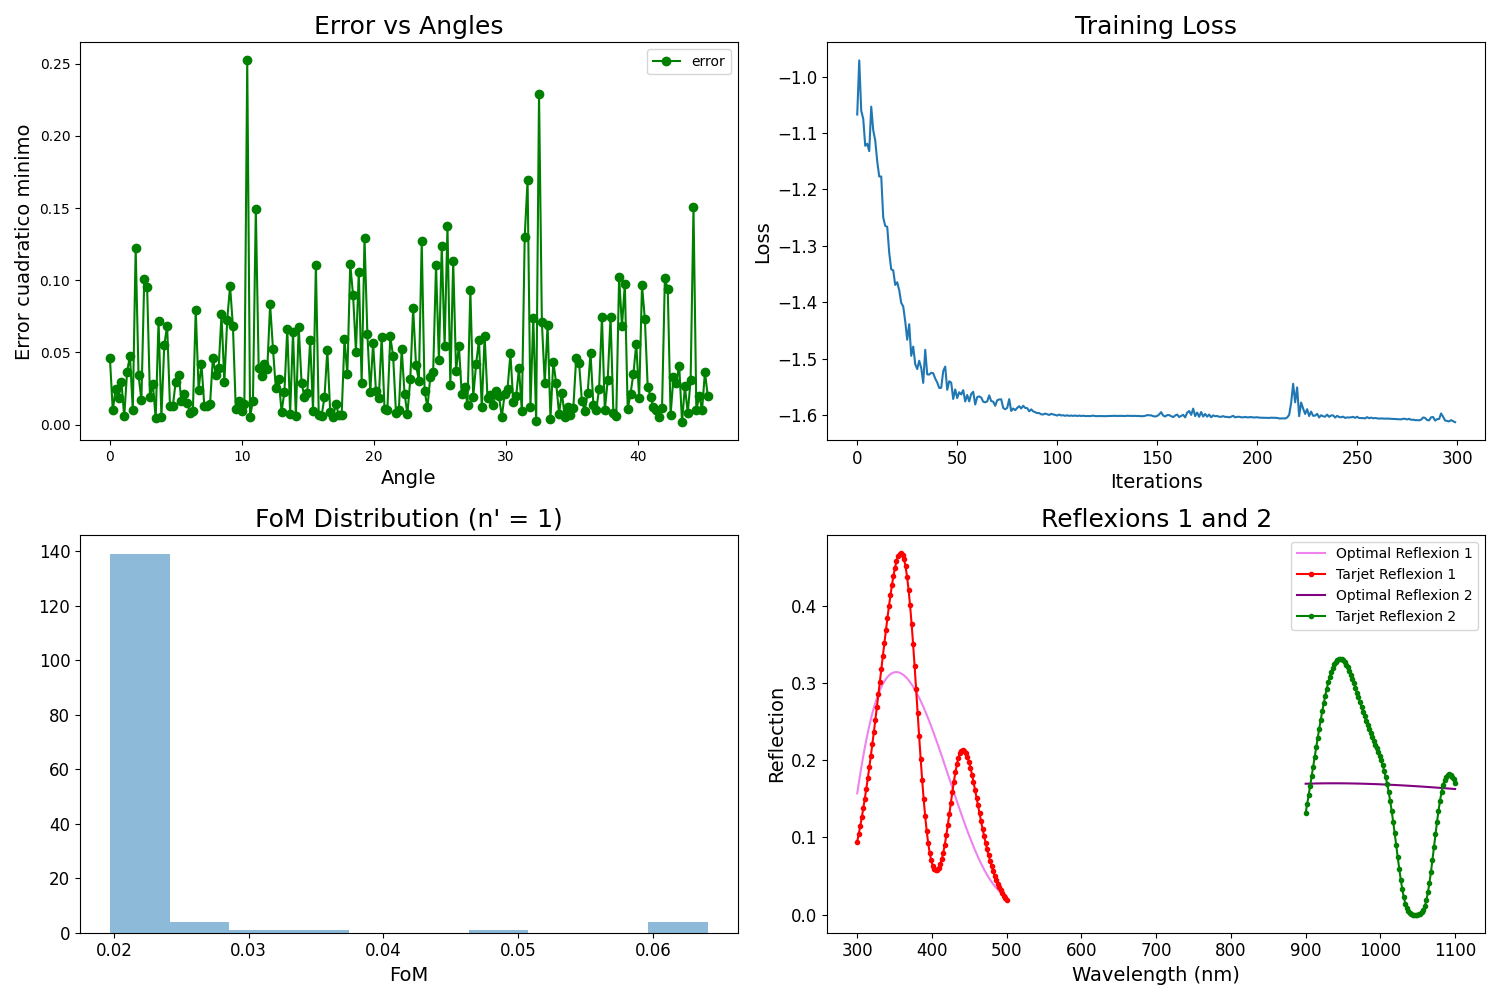 Error vs Angles
error
0.25
0.20
0.15
0.10
0.05
0.00
Error cuadratico minimo
0 10 20 30 40
Angle
Training Loss
−1.0
−1.1
−1.2
−1.3
−1.4
−1.5
−1.6
Loss
0 50 100 150 200 250 300
Iterations
FoM Distribution (n' = 1)
140
120
100
80
60
40
20
0
0.02 0.03 0.04 0.05 0.06
FoM
Reflexions 1 and 2
Optimal Reflexion 1
Tarjet Reflexion 1
Optimal Reflexion 2
Tarjet Reflexion 2
0.4
0.3
0.2
0.1
0.0
Reflection
300 400 500 600 700 800 900 1000 1100
Wavelength (nm)